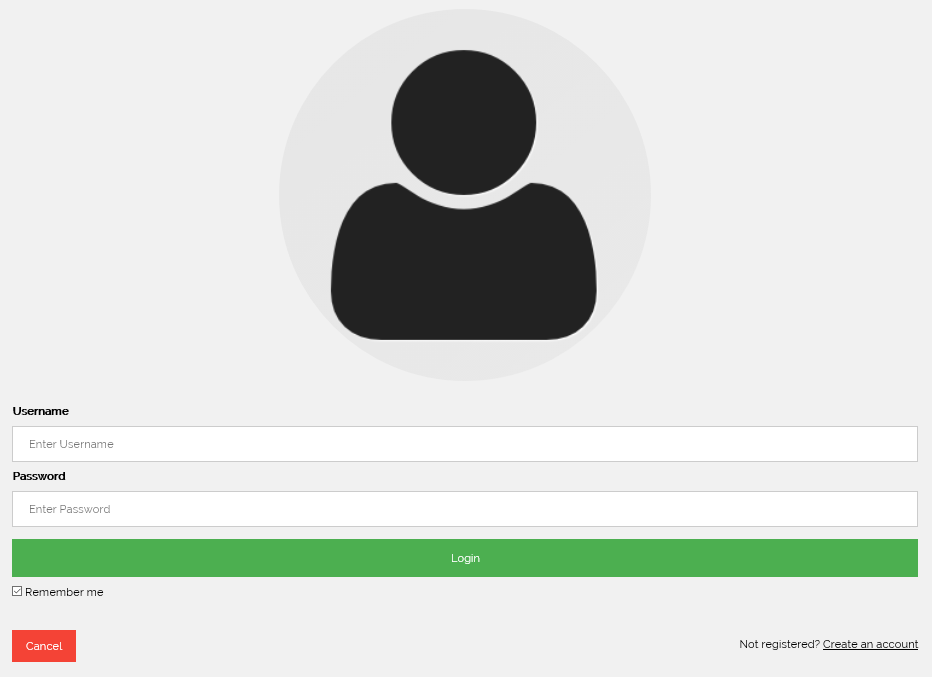 Username
Enter Username
Password
Enter Password
Login
Remember me
Cancel
Not registered? Create an account